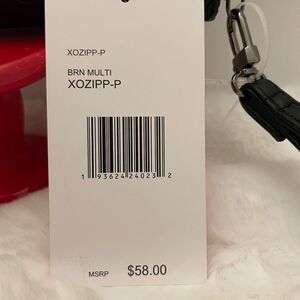 XOZIPP-P
BRN MULTI
XOZIPP-P
1 93624 24023 2
MSRP $58.00